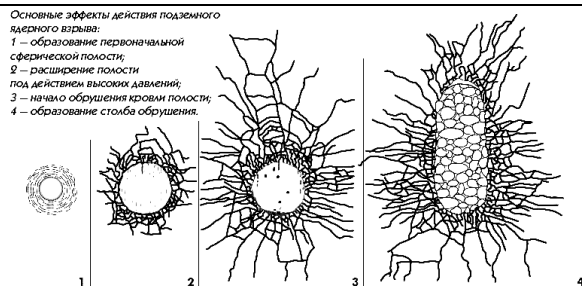 Основные эффекты действия подземного
ядерного взрыва:
1 — образование первоначальной
сферической полости;
2 — расширение полости
под действием высоких давлений;
3 — начало обрушения кровли полости;
4 — образование столба обрушения.
1 2 3 4